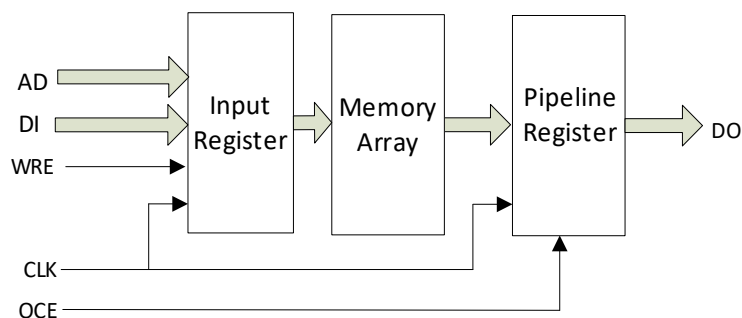 AD
DI
WRE
CLK
OCE
Input
Register
Memory
Array
Pipeline
Register
DO